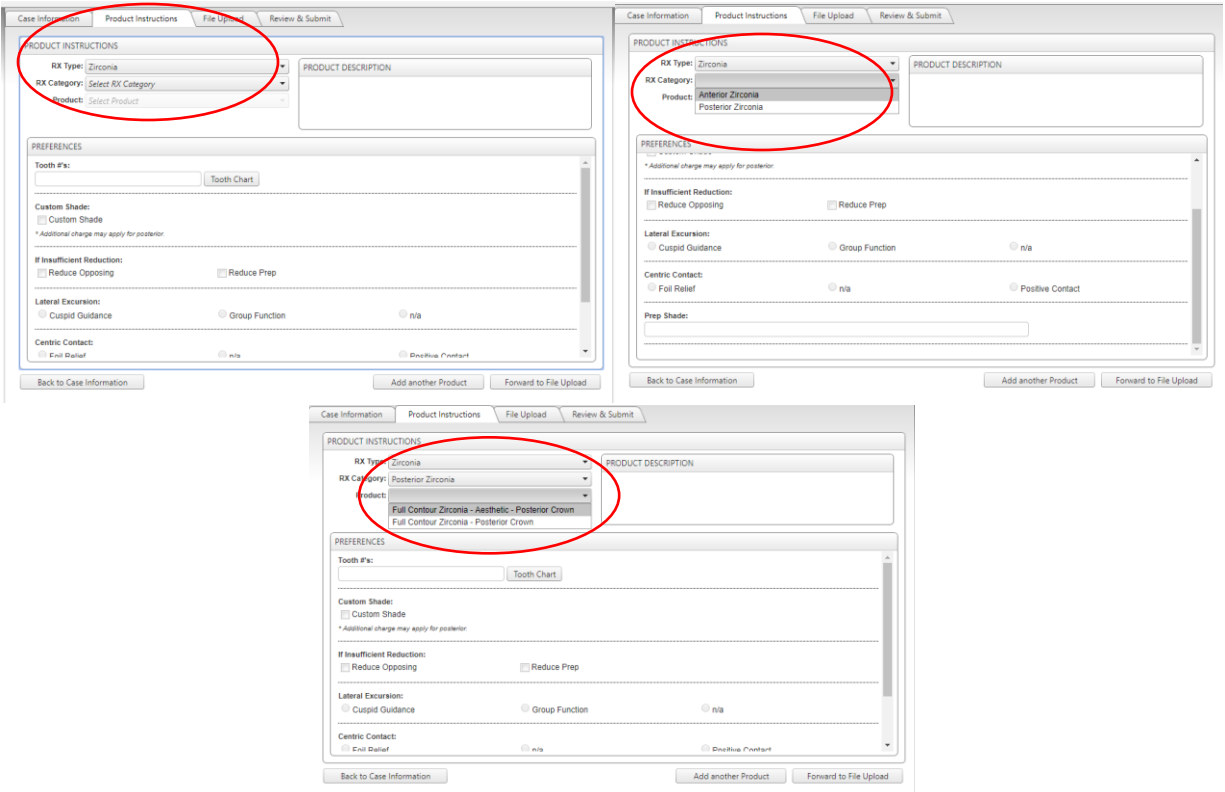 Case Information Product Instructions File Upload Review & Submit
PRODUCT INSTRUCTIONS
RX Type: Zirconia
RX Category: Select RX Category
Product: Select Product
PRODUCT DESCRIPTION
PREFERENCES
Tooth #'s:
Tooth Chart
Custom Shade:
Custom Shade
* Additional charge may apply for posterior
If Insufficient Reduction:
Reduce Opposing Reduce Prep
Lateral Excursion:
Cuspid Guidance Group Function n/a
Centric Contact:
Foil Relief n/a Positive Contact
Back to Case Information Add another Product Forward to File Upload
Case Information Product Instructions File Upload Review & Submit
PRODUCT INSTRUCTIONS
RX Type: Zirconia
RX Category:
Product:
Anterior Zirconia
Posterior Zirconia
PRODUCT DESCRIPTION
PREFERENCES
Custom Shade
* Additional charge may apply for posterior.
If Insufficient Reduction:
Reduce Opposing Reduce Prep
Lateral Excursion:
Cuspid Guidance Group Function n/a
Centric Contact:
Foil Relief n/a Positive Contact
Prep Shade:
Back to Case Information Add another Product Forward to File Upload
Case Information Product Instructions File Upload Review & Submit
PRODUCT INSTRUCTIONS
RX Type: Zirconia
RX Category: Posterior Zirconia
Product:
Full Contour Zirconia - Aesthetic - Posterior Crown
Full Contour Zirconia - Posterior Crown
PRODUCT DESCRIPTION
PREFERENCES
Tooth #'s:
Tooth Chart
Custom Shade:
Custom Shade
* Additional charge may apply for posterior
If Insufficient Reduction:
Reduce Opposing Reduce Prep
Lateral Excursion:
Cuspid Guidance Group Function n/a
Centric Contact:
Foil Relief n/a Positive Contact
Back to Case Information Add another Product Forward to File Upload